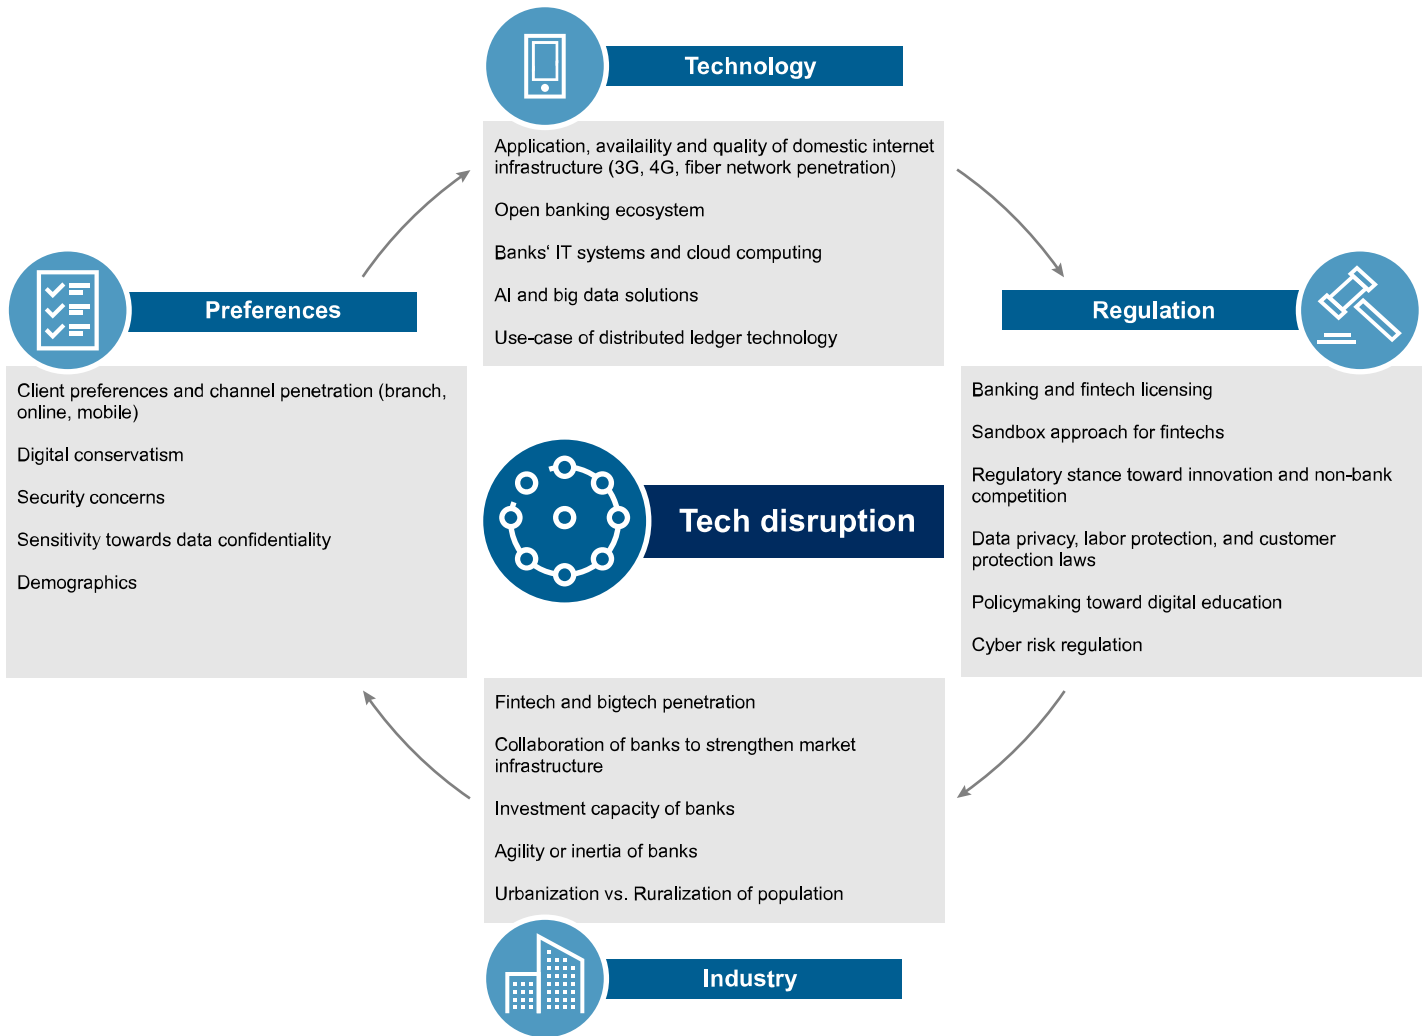 Technology
Application, availaility and quality of domestic internet
infrastructure (3G, 4G, fiber network penetration)
Open banking ecosystem
Banks‘ IT systems and cloud computing
AI and big data solutions
Use-case of distributed ledger technology
Preferences
Client preferences and channel penetration (branch,
online, mobile)
Digital conservatism
Security concerns
Sensitivity towards data confidentiality
Demographics
Tech disruption
Regulation
Banking and fintech licensing
Sandbox approach for fintechs
Regulatory stance toward innovation and non-bank
competition
Data privacy, labor protection, and customer
protection laws
Policymaking toward digital education
Cyber risk regulation
Fintech and bigtech penetration
Collaboration of banks to strengthen market
infrastructure
Investment capacity of banks
Agility or inertia of banks
Urbanization vs. Ruralization of population
Industry